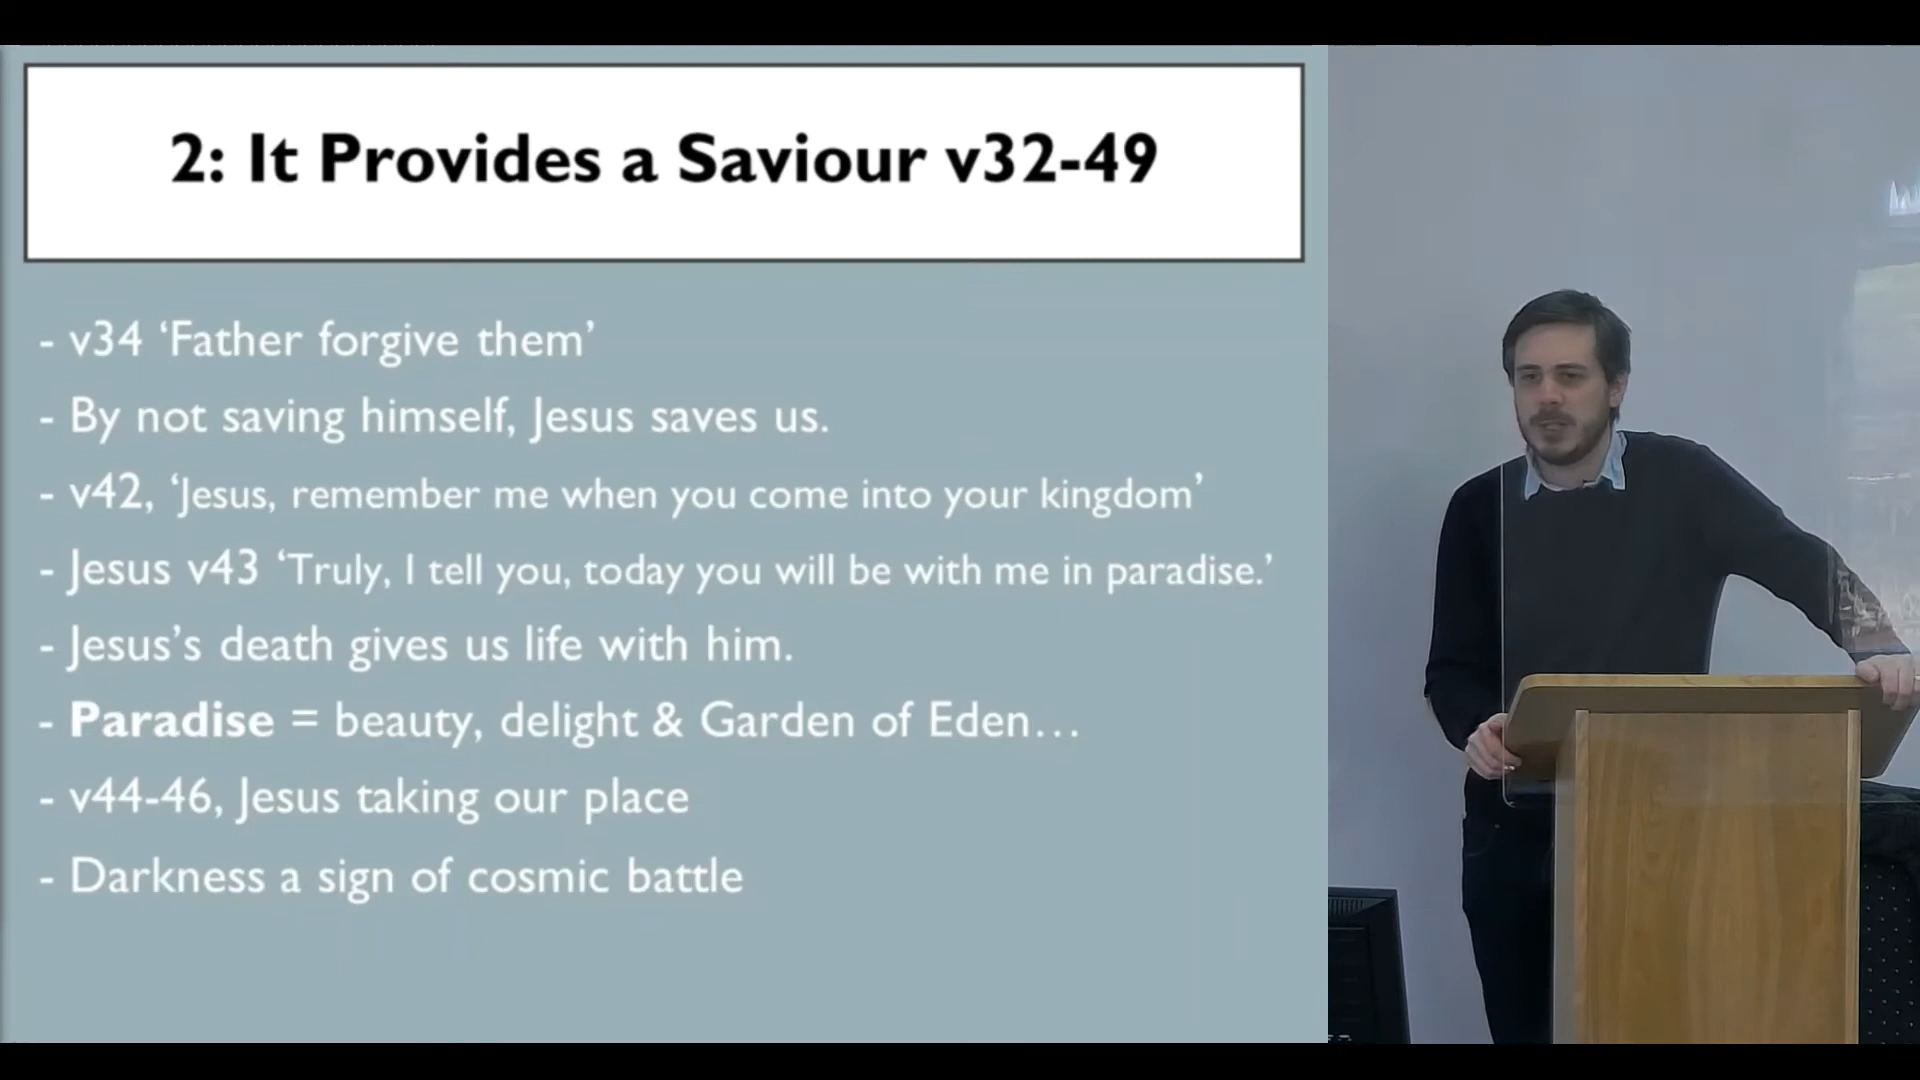 2: It Provides a Saviour v32-49
- v34 ‘Father forgive them’
- By not saving himself, Jesus saves us.
- v42, ‘Jesus, remember me when you come into your kingdom’
- Jesus v43 ‘Truly, I tell you, today you will be with me in paradise.’
- Jesus’s death gives us life with him.
- Paradise = beauty, delight & Garden of Eden…
- v44-46, Jesus taking our place
- Darkness a sign of cosmic battle